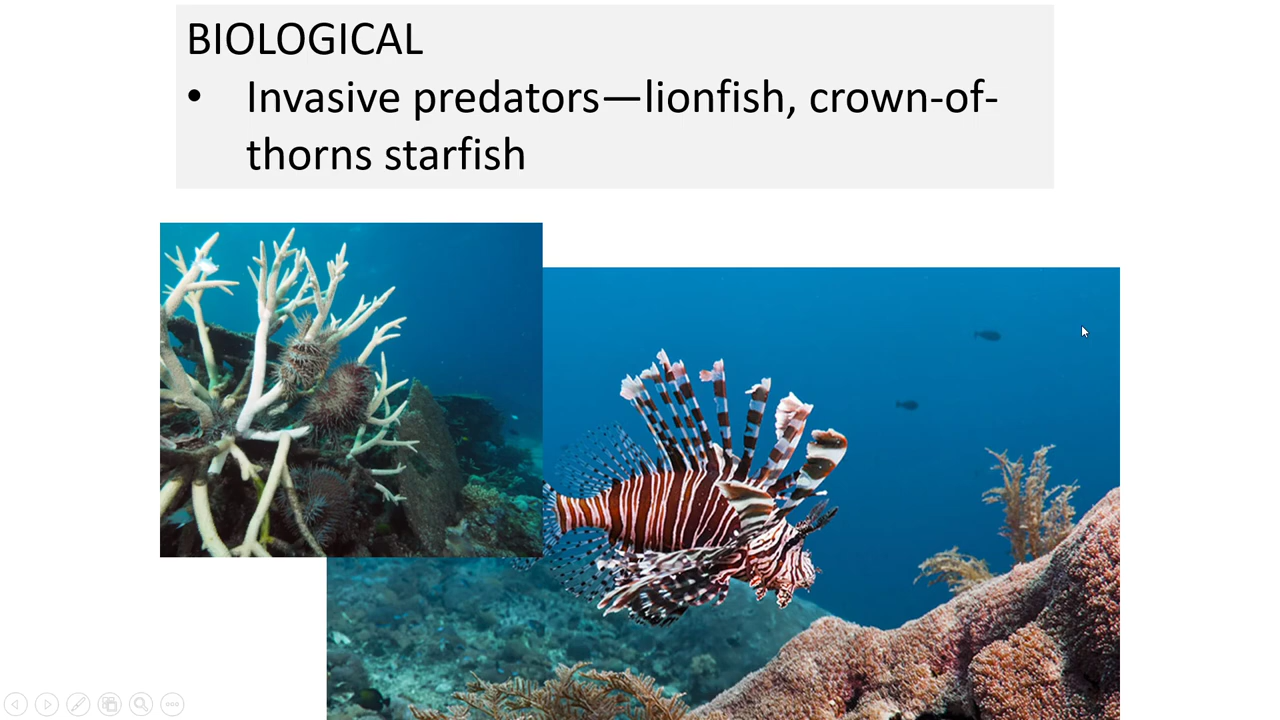 BIOLOGICAL
• Invasive predators—lionfish, crown-of-
thorns starfish